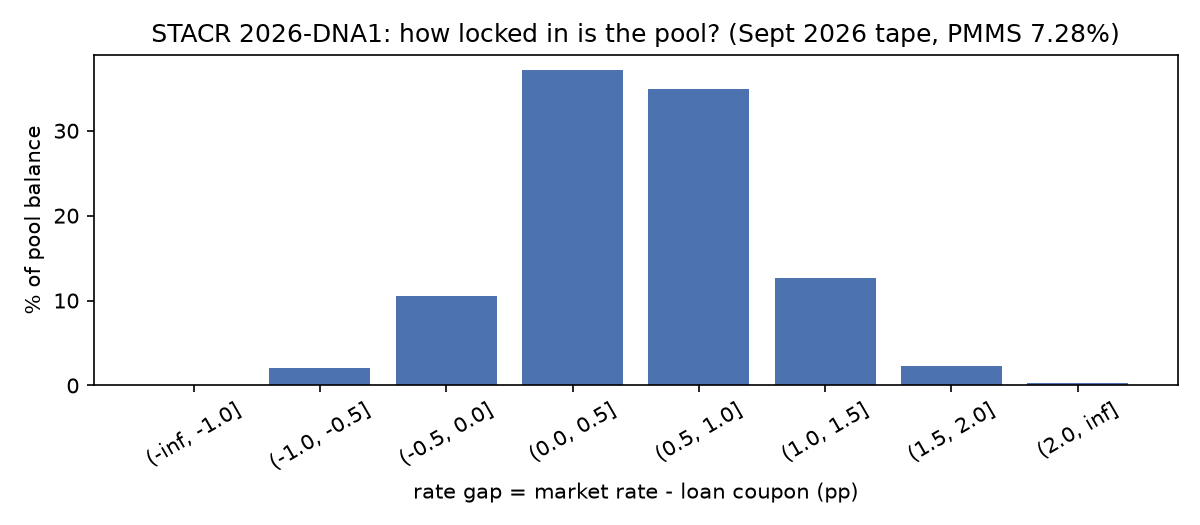 STACR 2026-DNA1: how locked in is the pool? (Sept 2026 tape, PMMS 7.28%)
% of pool balance
30
20
10
0
(-inf, -1.0]
(-1.0, -0.5]
(-0.5, 0.0]
(0.0, 0.5]
(0.5, 1.0]
(1.0, 1.5]
(1.5, 2.0]
(2.0, inf]
rate gap = market rate - loan coupon (pp)